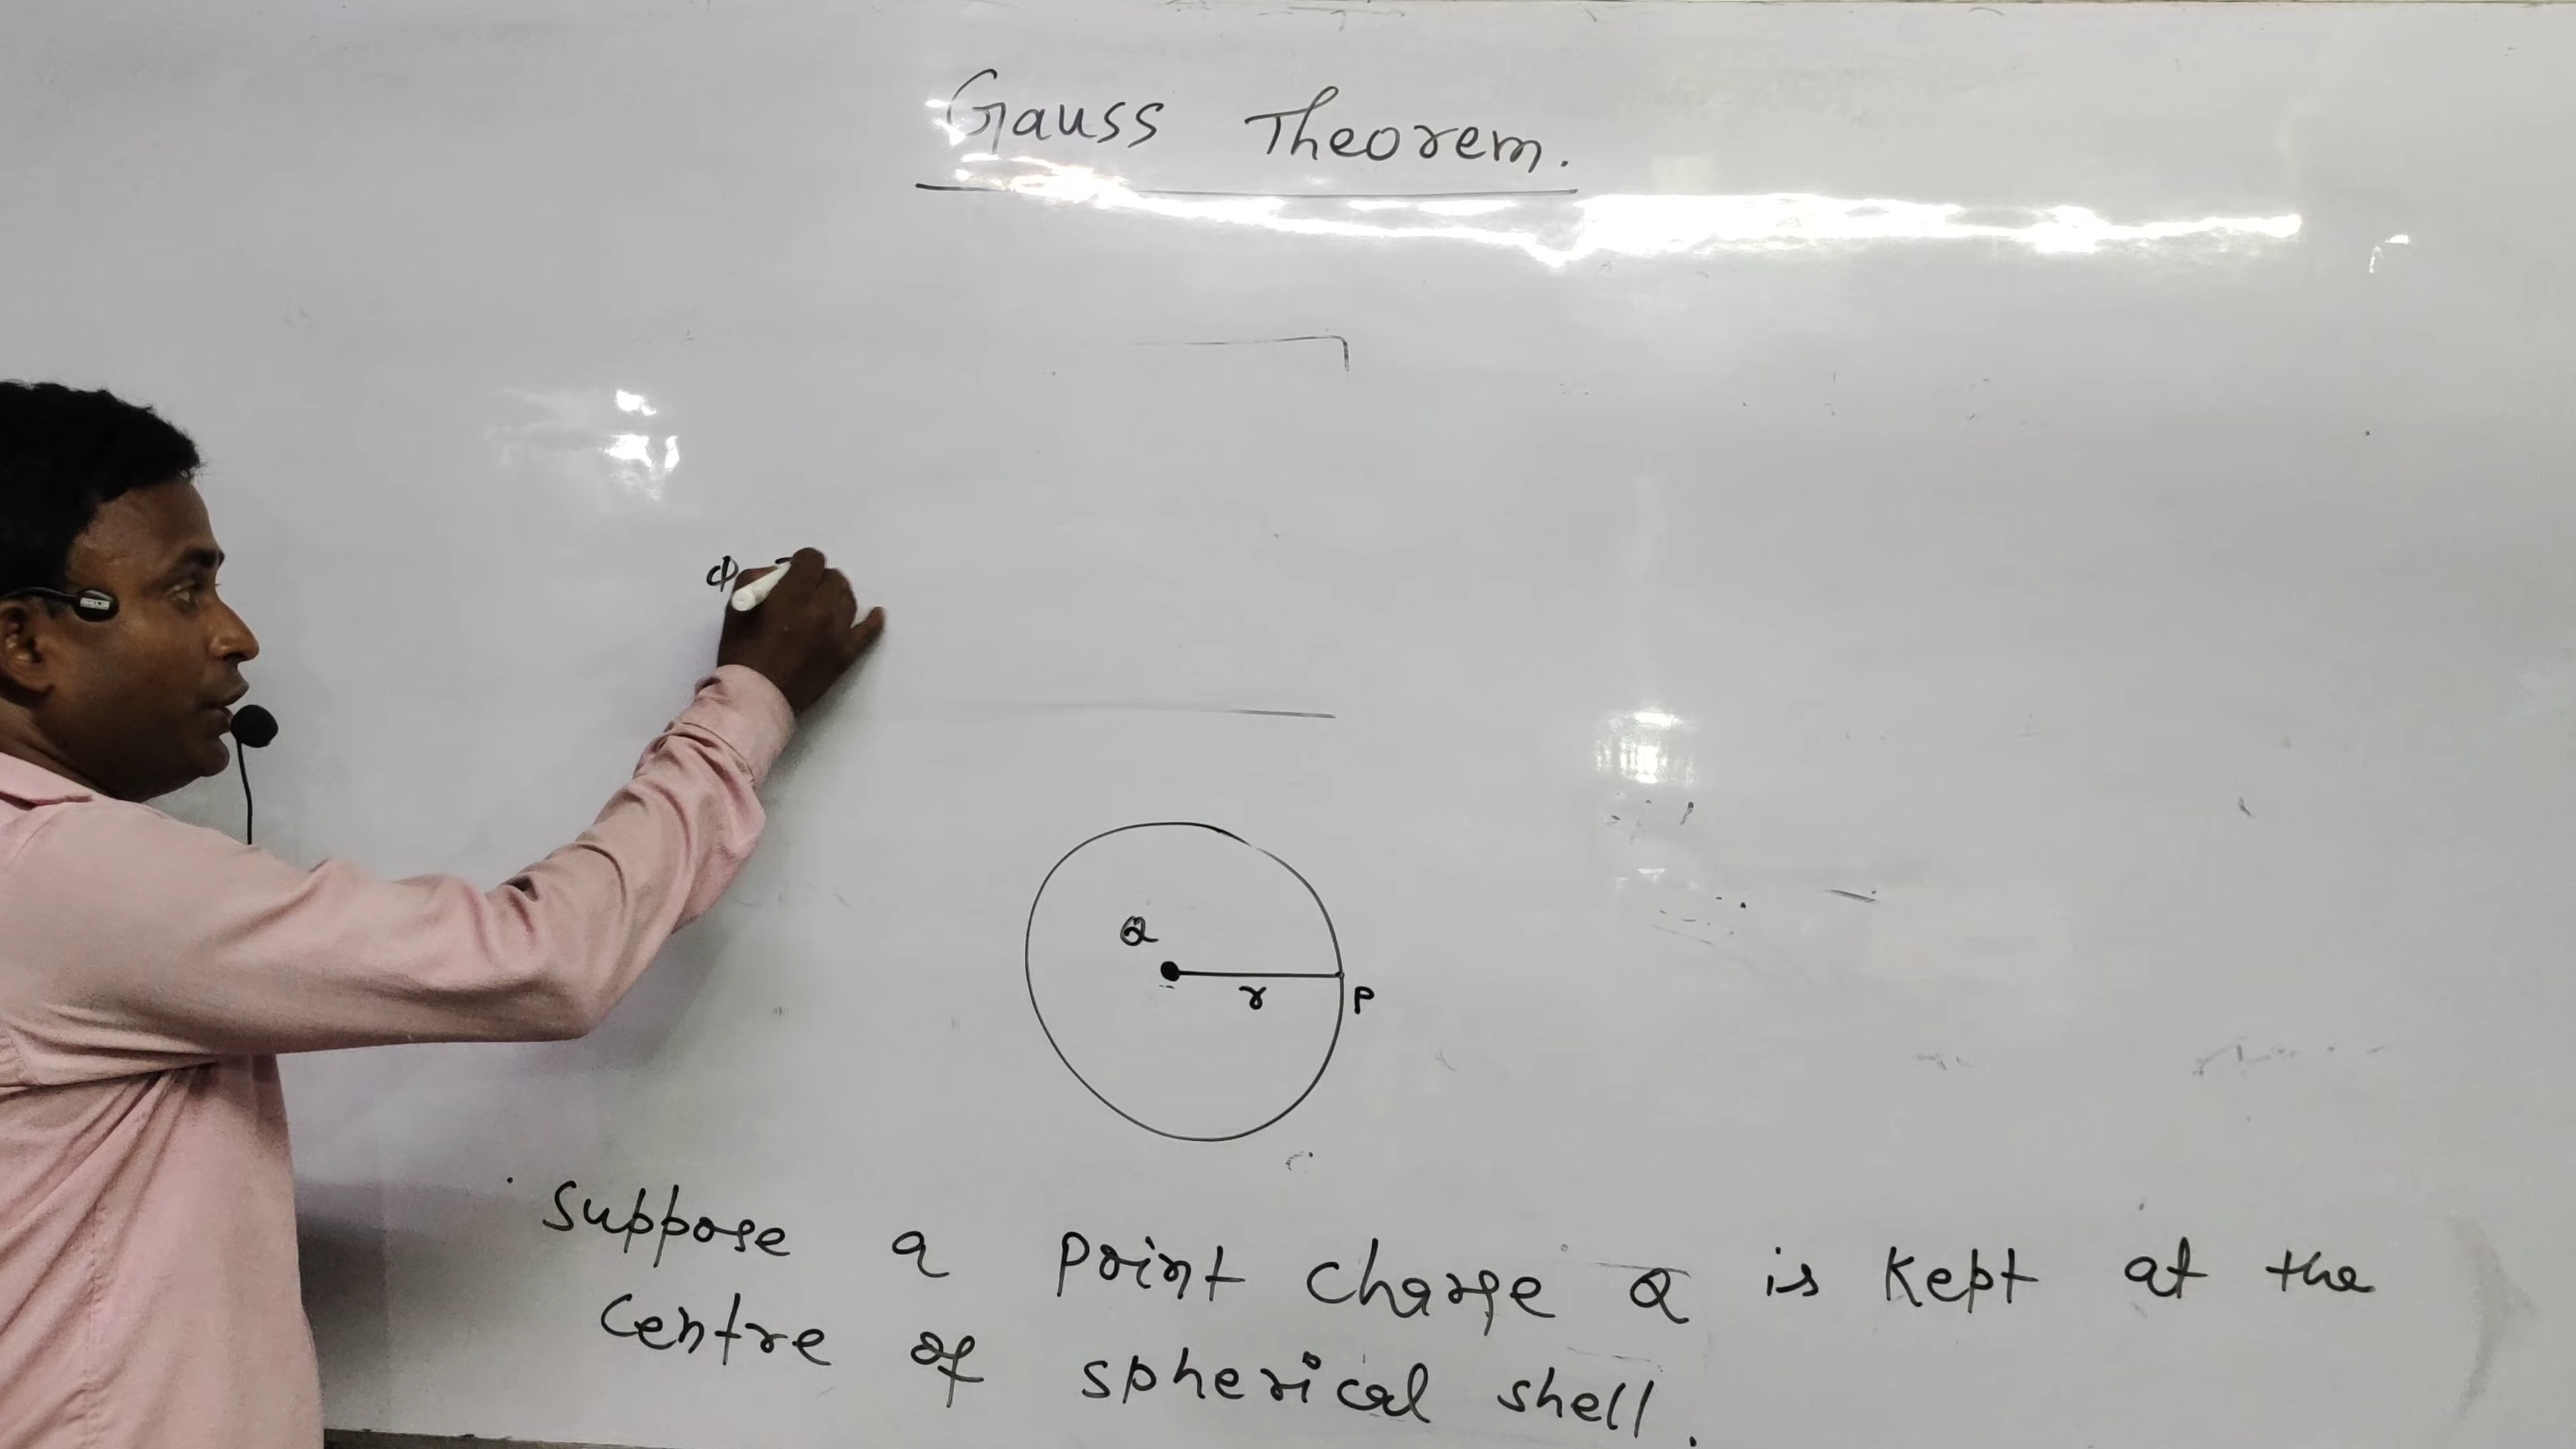 Gauss Theorem.
Φ
Q
r
P
Suppose a point charge Q is kept at the
centre of spherical shell.